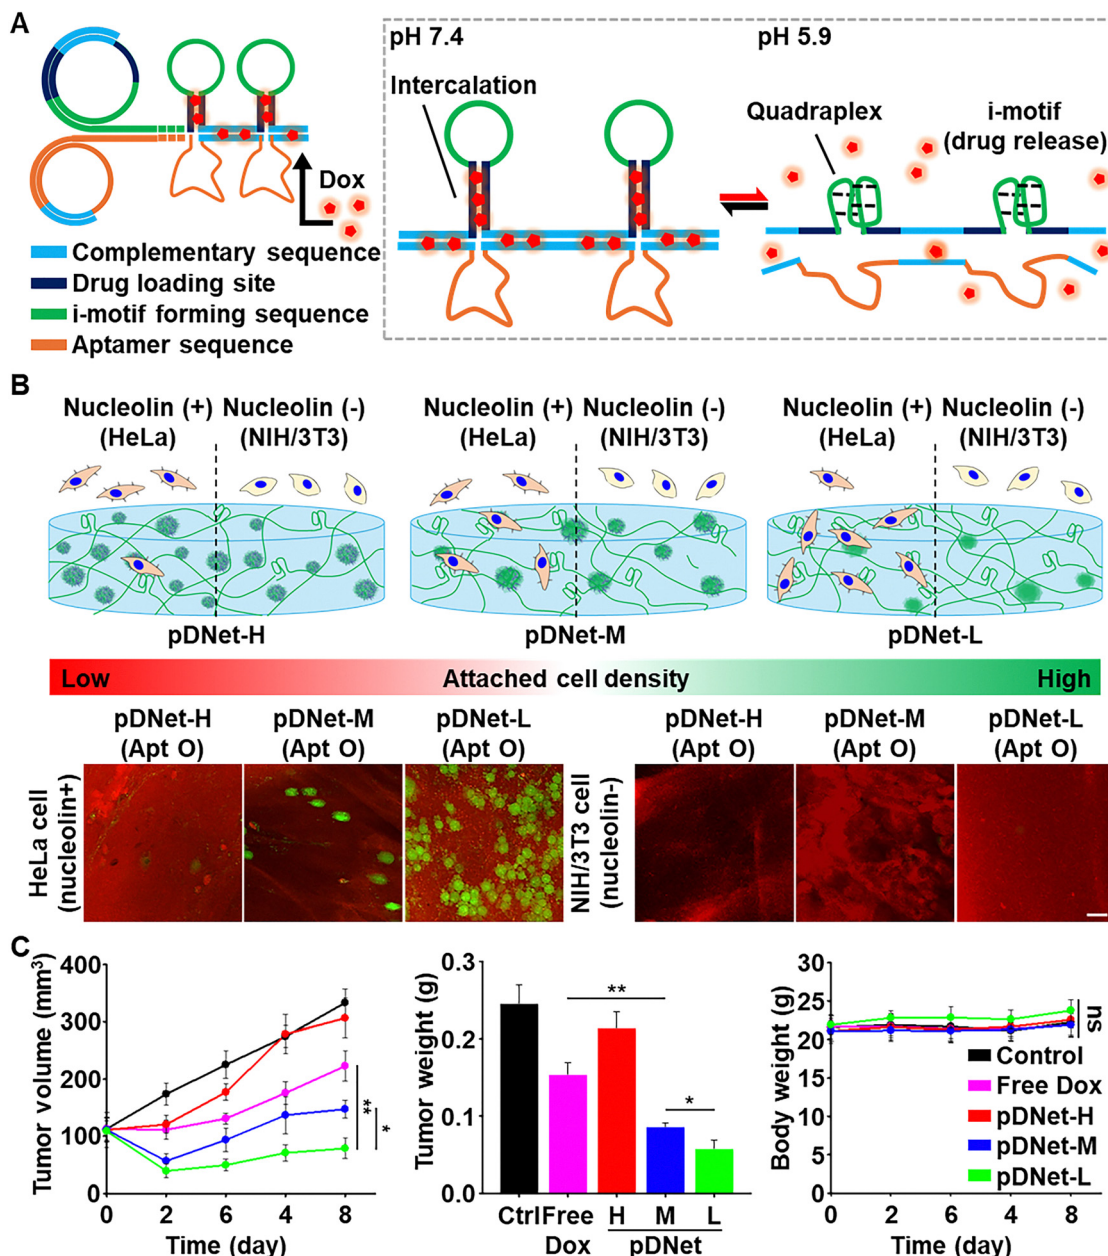 A
pH 7.4
pH 5.9
Intercalation
Quadraplex
i-motif
(drug release)
Dox
Complementary sequence
Drug loading site
i-motif forming sequence
Aptamer sequence
B
Nucleolin (+)
(HeLa)
Nucleolin (-)
(NIH/3T3)
Nucleolin (+)
(HeLa)
Nucleolin (-)
(NIH/3T3)
Nucleolin (+)
(HeLa)
Nucleolin (-)
(NIH/3T3)
pDNet-H
pDNet-M
pDNet-L
Low
Attached cell density
High
pDNet-H
(Apt O)
pDNet-M
(Apt O)
pDNet-L
(Apt O)
pDNet-H
(Apt O)
pDNet-M
(Apt O)
pDNet-L
(Apt O)
HeLa cell
(nucleolin+)
NIH/3T3 cell
(nucleolin-)
C
Tumor volume (mm³)
400
300
200
100
0
0 2 6 4 8
Time (day)
**
*
Tumor weight (g)
0.3
0.2
0.1
0.0
**
*
Ctrl Free H M L
Dox pDNet
Body weight (g)
30
25
20
15
10
5
0
0 2 6 4 8
Time (day)
ns
Control
Free Dox
pDNet-H
pDNet-M
pDNet-L